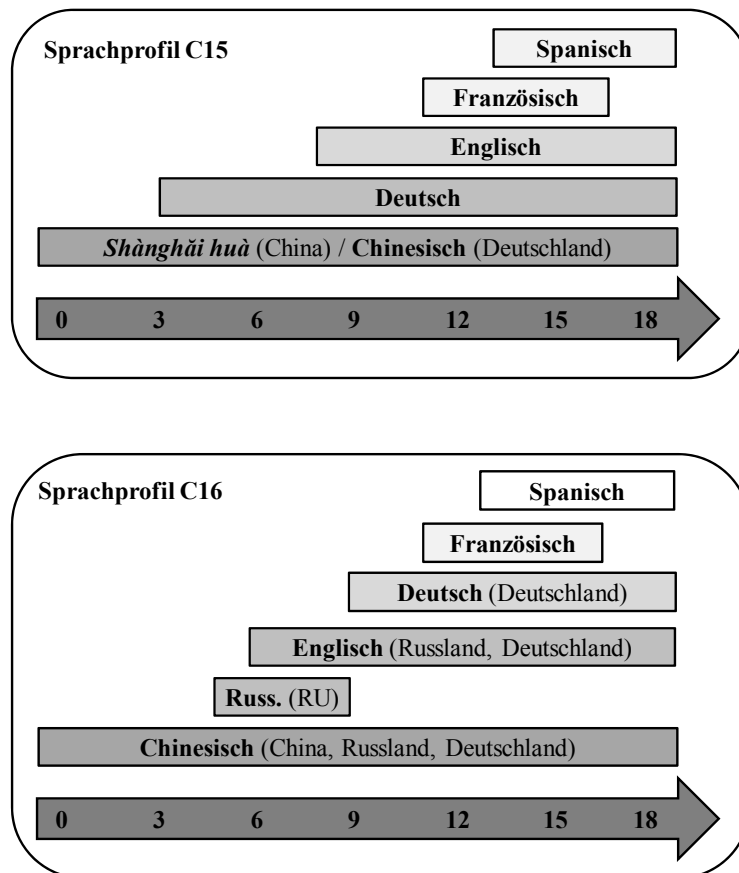 Sprachprofil C15
Spanisch
Französisch
Englisch
Deutsch
Shànghăi huà (China) / Chinesisch (Deutschland)
0 3 6 9 12 15 18
Sprachprofil C16
Spanisch
Französisch
Deutsch (Deutschland)
Englisch (Russland, Deutschland)
Russ. (RU)
Chinesisch (China, Russland, Deutschland)
0 3 6 9 12 15 18